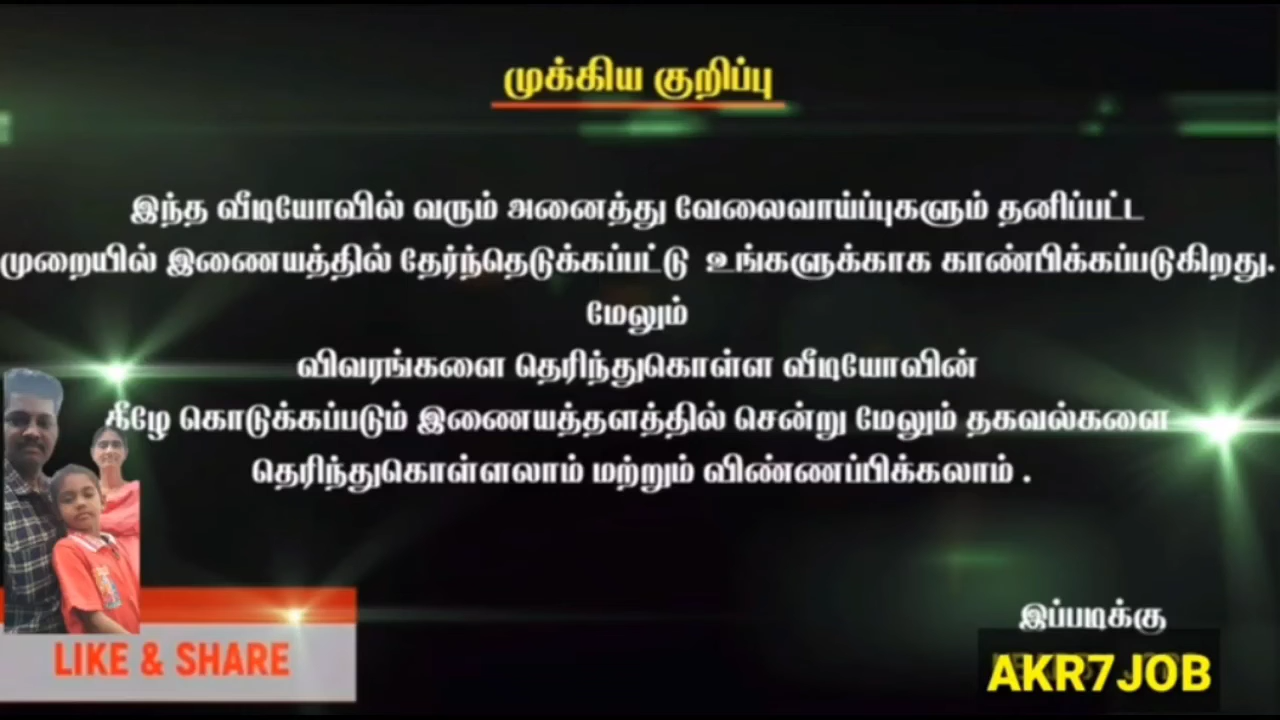 முக்கிய குறிப்பு
இந்த வீடியோவில் வரும் அனைத்து வேலைவாய்ப்புகளும் தனிப்பட்ட
முறையில் இணையத்தில் தேர்ந்தெடுக்கப்பட்டு உங்களுக்காக காண்பிக்கப்படுகிறது.
மேலும்
விவரங்களை தெரிந்துகொள்ள வீடியோவின்
கீழே கொடுக்கப்படும் இணையத்தளத்தில் சென்று மேலும் தகவல்களை
தெரிந்துகொள்ளலாம் மற்றும் விண்ணப்பிக்கலாம் .
இப்படிக்கு
AKR7JOB
LIKE & SHARE